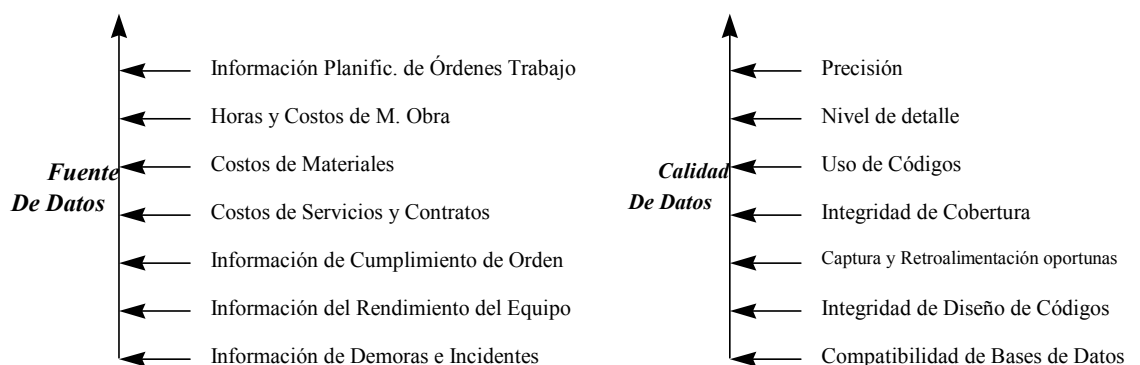 Información Planific. de Órdenes Trabajo
Horas y Costos de M. Obra
Costos de Materiales
Costos de Servicios y Contratos
Información de Cumplimiento de Orden
Información del Rendimiento del Equipo
Información de Demoras e Incidentes
Fuente
De Datos
Precisión
Nivel de detalle
Uso de Códigos
Integridad de Cobertura
Captura y Retroalimentación oportunas
Integridad de Diseño de Códigos
Compatibilidad de Bases de Datos
Calidad
De Datos